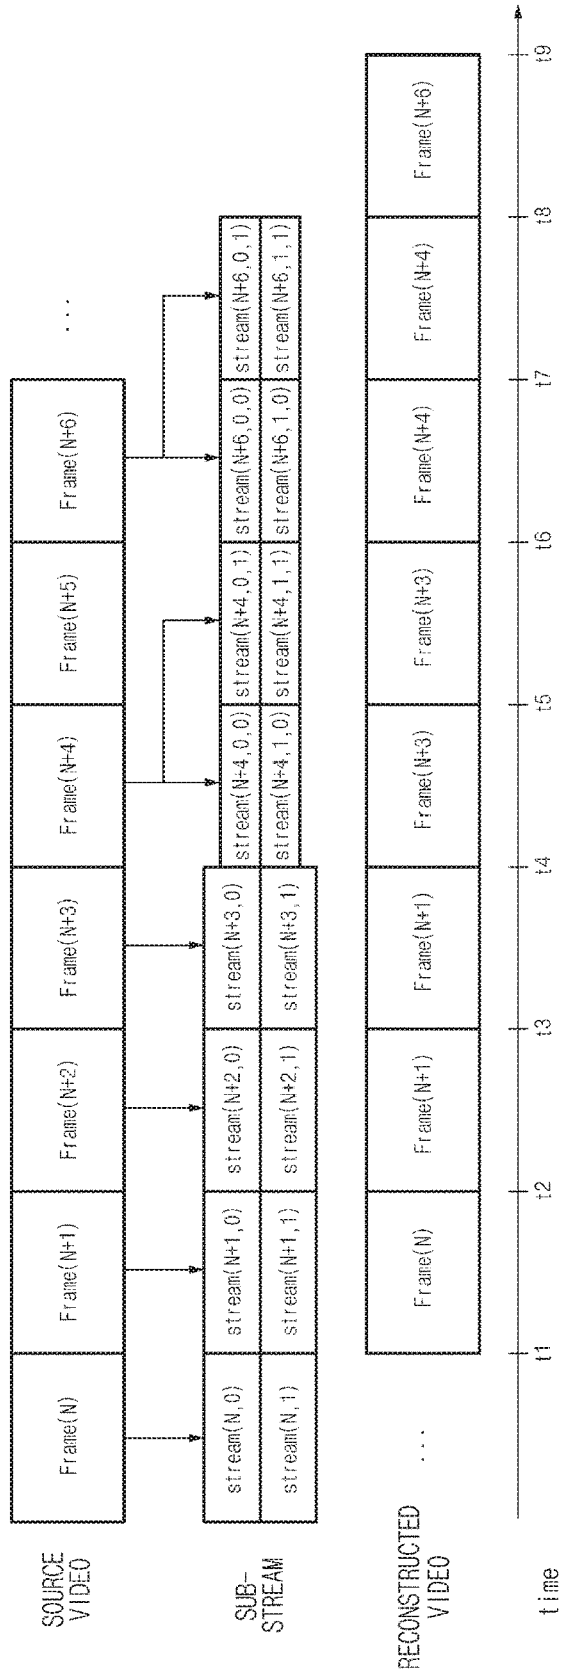 SOURCE
VIDEO
Frame(N)
Frame(N+1)
Frame(N+2)
Frame(N+3)
Frame(N+4)
Frame(N+5)
Frame(N+6)
...
SUB-
STREAM
stream(N,0)
stream(N+1,0)
stream(N+2,0)
stream(N+3,0)
stream(N+4,0,0)
stream(N+4,0,1)
stream(N+6,0,0)
stream(N+6,0,1)
stream(N,1)
stream(N+1,1)
stream(N+2,1)
stream(N+3,1)
stream(N+4,1,0)
stream(N+4,1,1)
stream(N+6,1,0)
stream(N+6,1,1)
RECONSTRUCTED
VIDEO
...
Frame(N)
Frame(N+1)
Frame(N+1)
Frame(N+3)
Frame(N+3)
Frame(N+4)
Frame(N+4)
Frame(N+6)
time
t1
t2
t3
t4
t5
t6
t7
t8
t9